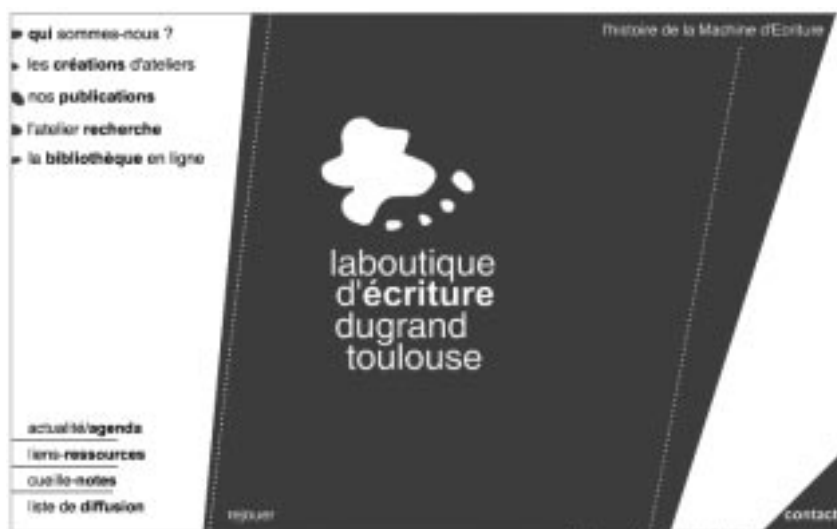 qui sommes-nous ?
les créations d'ateliers
nos publications
l'atelier recherche
la bibliothèque en ligne
l'histoire de la Machine d'Ecriture
laboutique
d'écriture
dugrand
toulouse
actualité/agenda
liens-ressources
cueille-notes
liste de diffusion
rejouer
contact